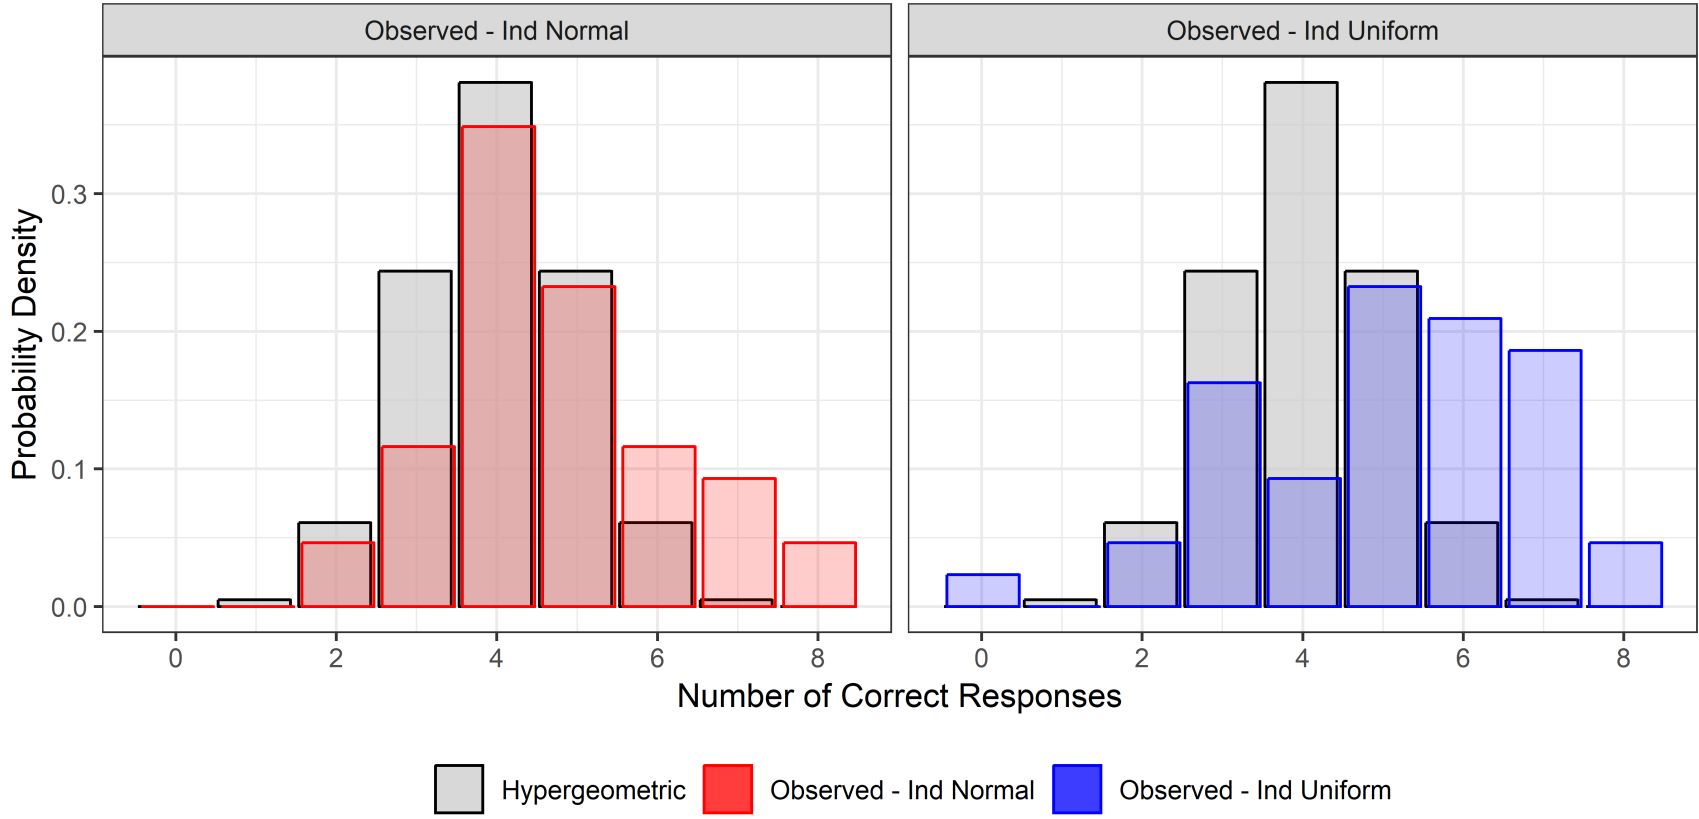 Observed - Ind Normal
Observed - Ind Uniform
Probability Density
0.3
0.2
0.1
0.0
0 2 4 6 8
0 2 4 6 8
Number of Correct Responses
Hypergeometric Observed - Ind Normal Observed - Ind Uniform